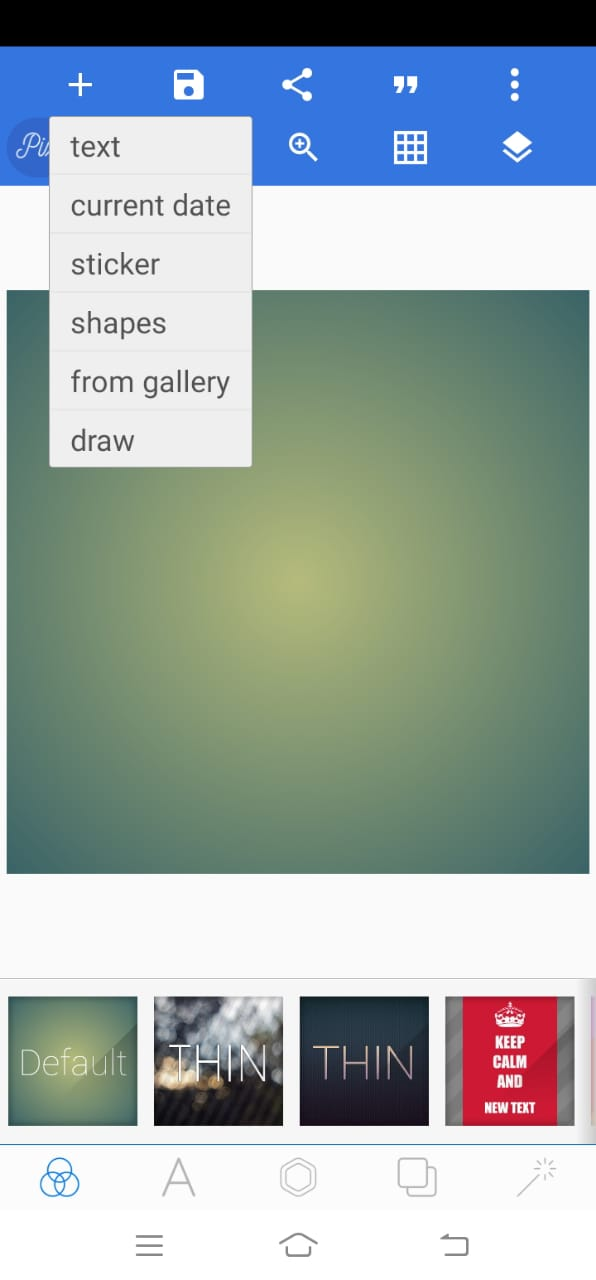 text
current date
sticker
shapes
from gallery
draw
Default
THIN
THIN
KEEP
CALM
AND
NEW TEXT